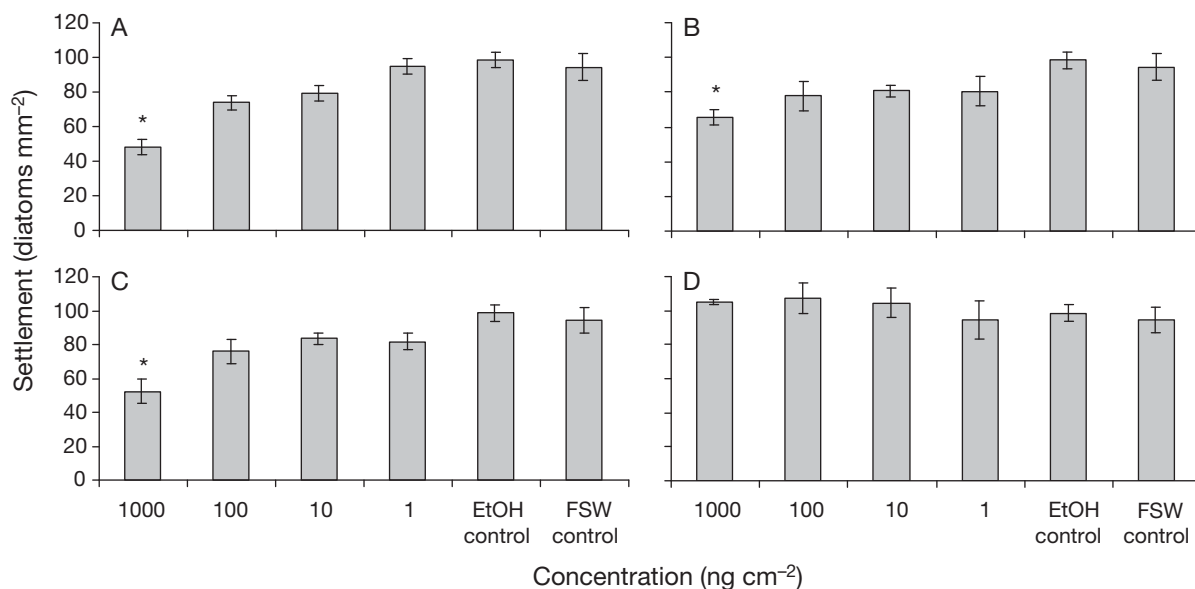 A
B
Settlement (diatoms mm–2)
120
100
80
60
40
20
0
*
*
C
D
120
100
80
60
40
20
0
*
1000 100 10 1 EtOH control FSW control
1000 100 10 1 EtOH control FSW control
Concentration (ng cm–2)